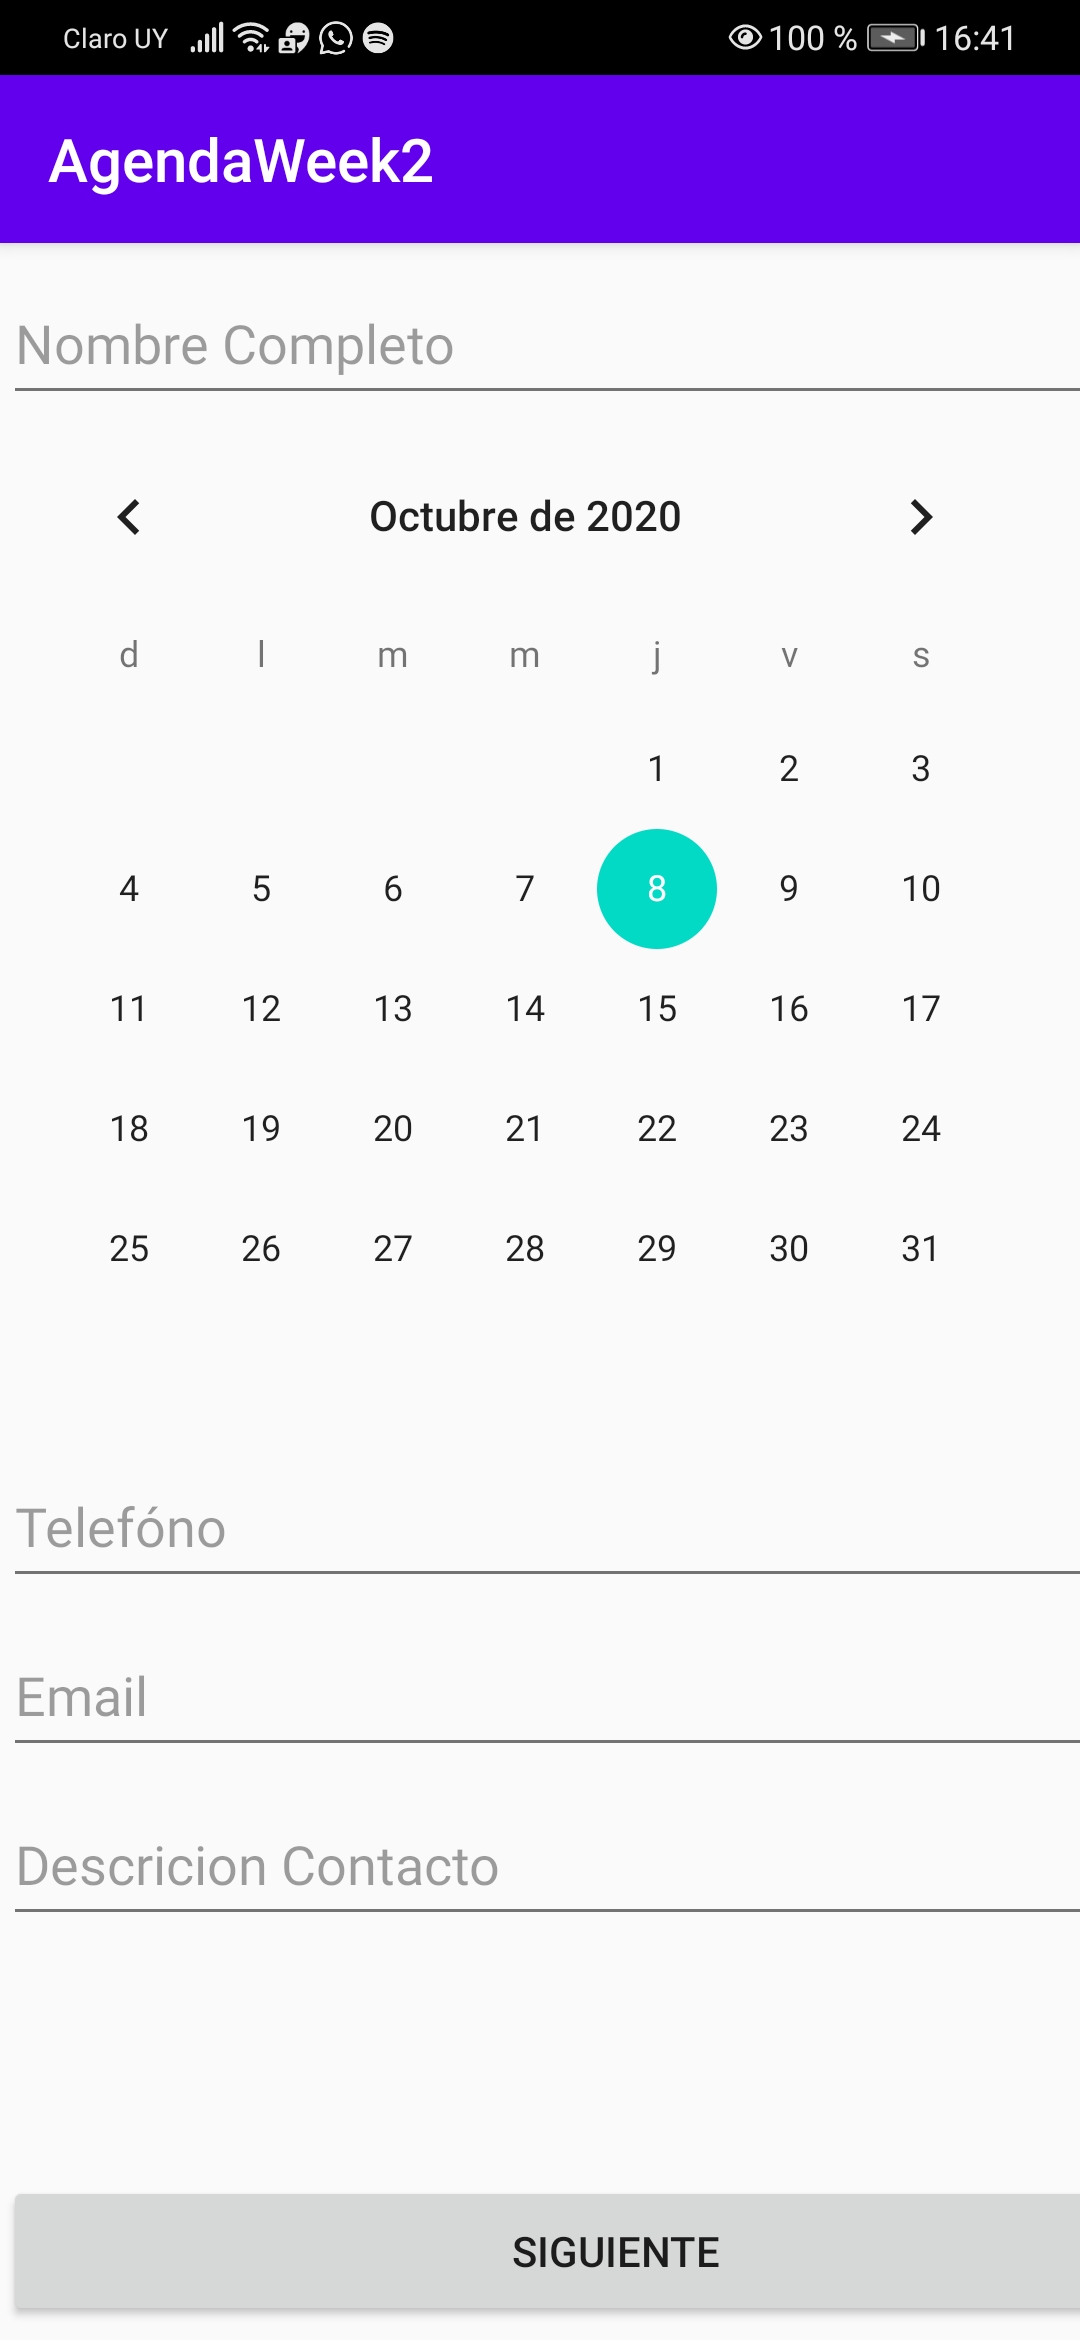 Claro UY 100 % 16:41
AgendaWeek2
Nombre Completo
Octubre de 2020
d l m m j v s
1 2 3
4 5 6 7 8 9 10
11 12 13 14 15 16 17
18 19 20 21 22 23 24
25 26 27 28 29 30 31
Telefóno
Email
Descricion Contacto
SIGUIENTE